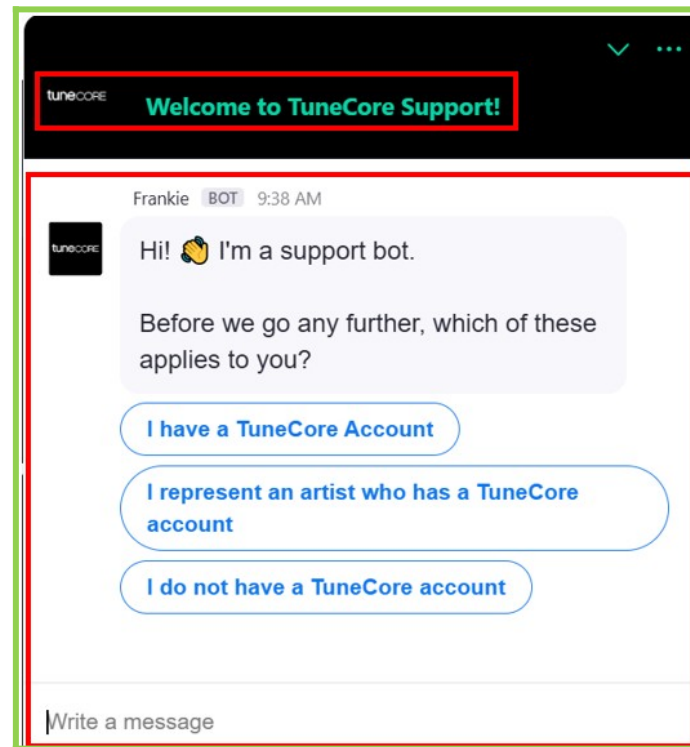 tunecore Welcome to TuneCore Support!
Frankie BOT 9:38 AM
tunecore
Hi! 👋 I'm a support bot.
Before we go any further, which of these
applies to you?
I have a TuneCore Account
I represent an artist who has a TuneCore
account
I do not have a TuneCore account
Write a message